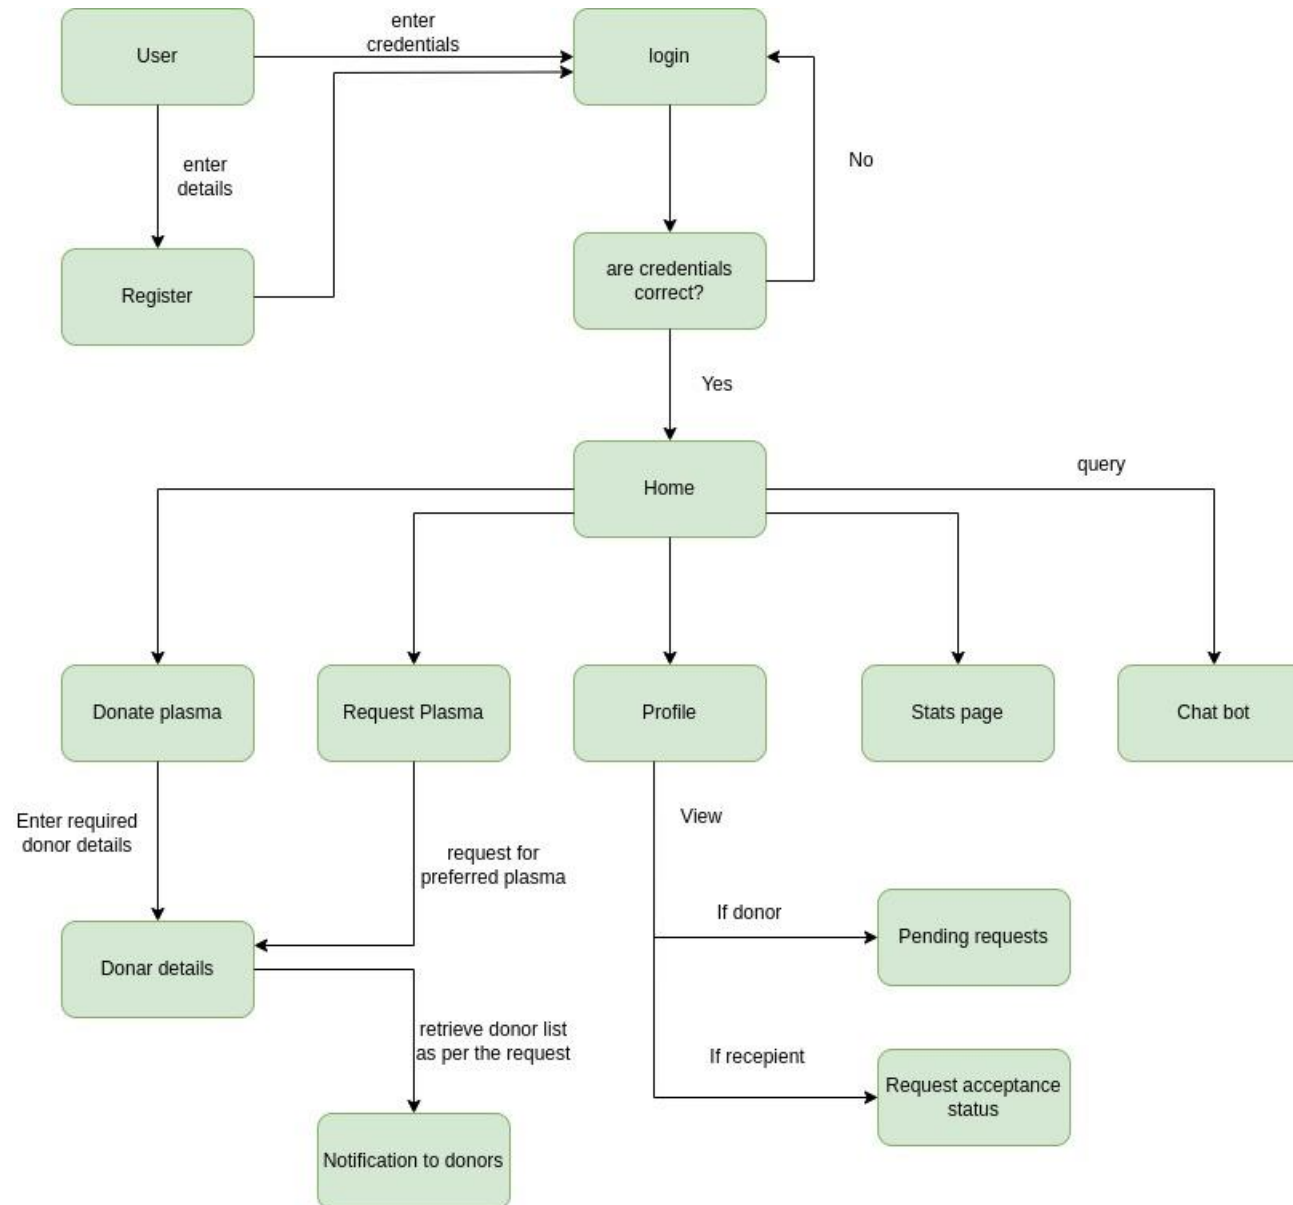 User
enter
credentials
login
enter
details
No
Register
are credentials
correct?
Yes
Home
query
Donate plasma
Request Plasma
Profile
Stats page
Chat bot
Enter required
donor details
request for
preferred plasma
View
If donor
Pending requests
Donar details
retrieve donor list
as per the request
If recepient
Request acceptance
status
Notification to donors